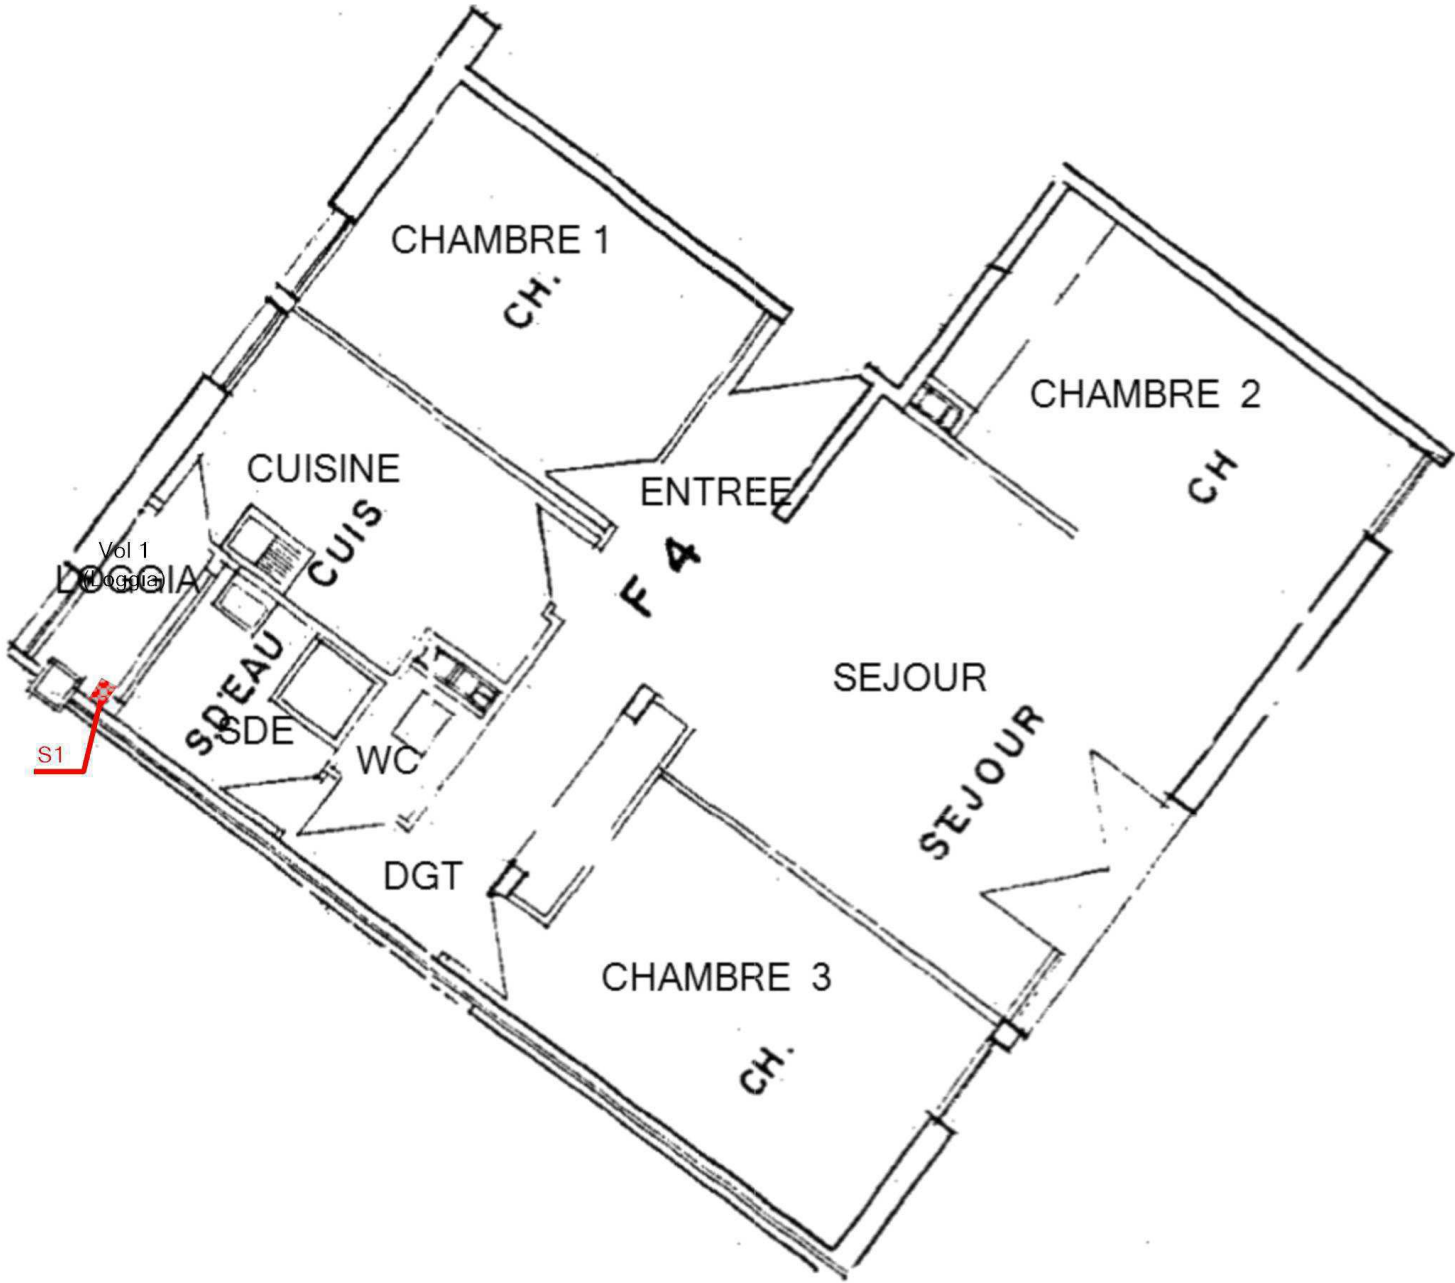 CHAMBRE 1
CH.
CHAMBRE 2
CH
CUISINE
CUIS
ENTREE
F 4
Vol 1
(Loggia)
LOGGIA
SEJOUR
SEJOUR
S.D'EAU
SDE
WC
S1
DGT
CHAMBRE 3
CH.